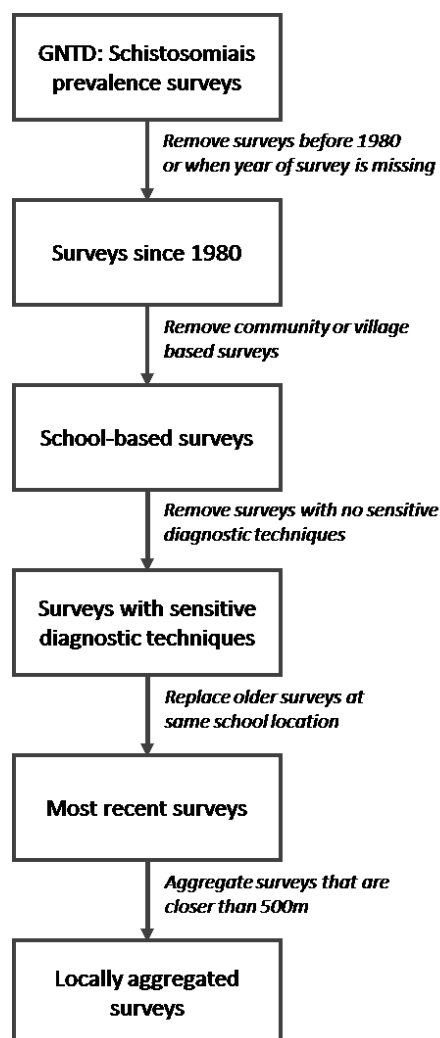 GNTD: Schistosomiais
prevalence surveys
Remove surveys before 1980
or when year of survey is missing
Surveys since 1980
Remove community or village
based surveys
School-based surveys
Remove surveys with no sensitive
diagnostic techniques
Surveys with sensitive
diagnostic techniques
Replace older surveys at
same school location
Most recent surveys
Aggregate surveys that are
closer than 500m
Locally aggregated
surveys